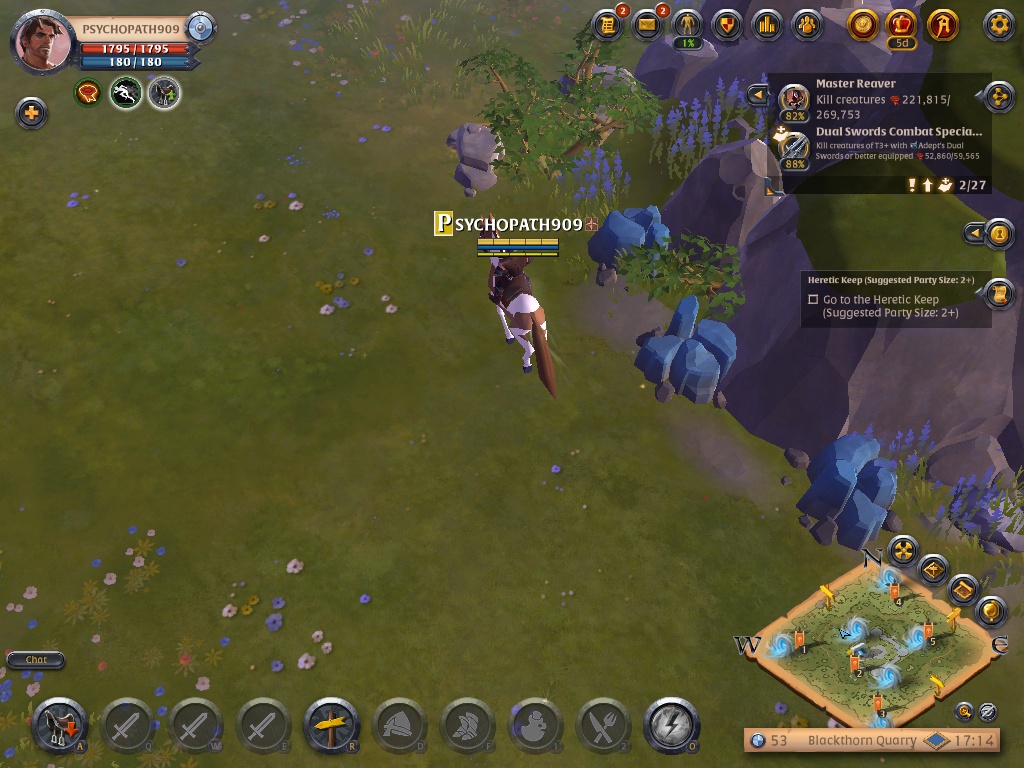 PSYCHOPATH909
1795 / 1795
180 / 180
2
2
1%
5d
Master Reaver
Kill creatures 221,815/
269,753
82%
Dual Swords Combat Specia...
Kill creatures of T3+ with Adept's Dual
Swords or better equipped 52,860/59,565
88%
2/27
PSYCHOPATH909
Heretic Keep (Suggested Party Size: 2+)
Go to the Heretic Keep
(Suggested Party Size: 2+)
N
W
E
4
1
5
2
3
Chat
A
Q
W
E
R
D
F
1
2
O
53 Blackthorn Quarry 17:14